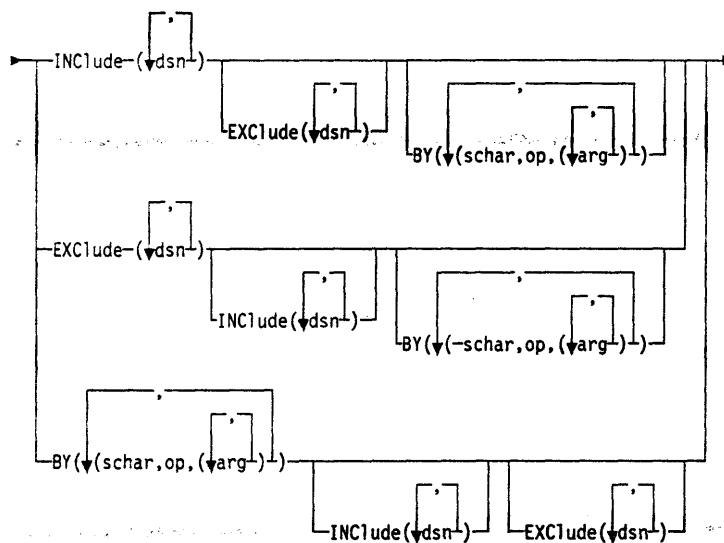 ,
INClude (dsn)
,
EXClude(dsn)
,
,
BY((schar,op,(arg)))
,
EXClude (dsn)
,
INClude(dsn)
,
,
BY((schar,op,(arg)))
,
,
BY((schar,op,(arg)))
,
INClude(dsn)
,
EXClude(dsn)